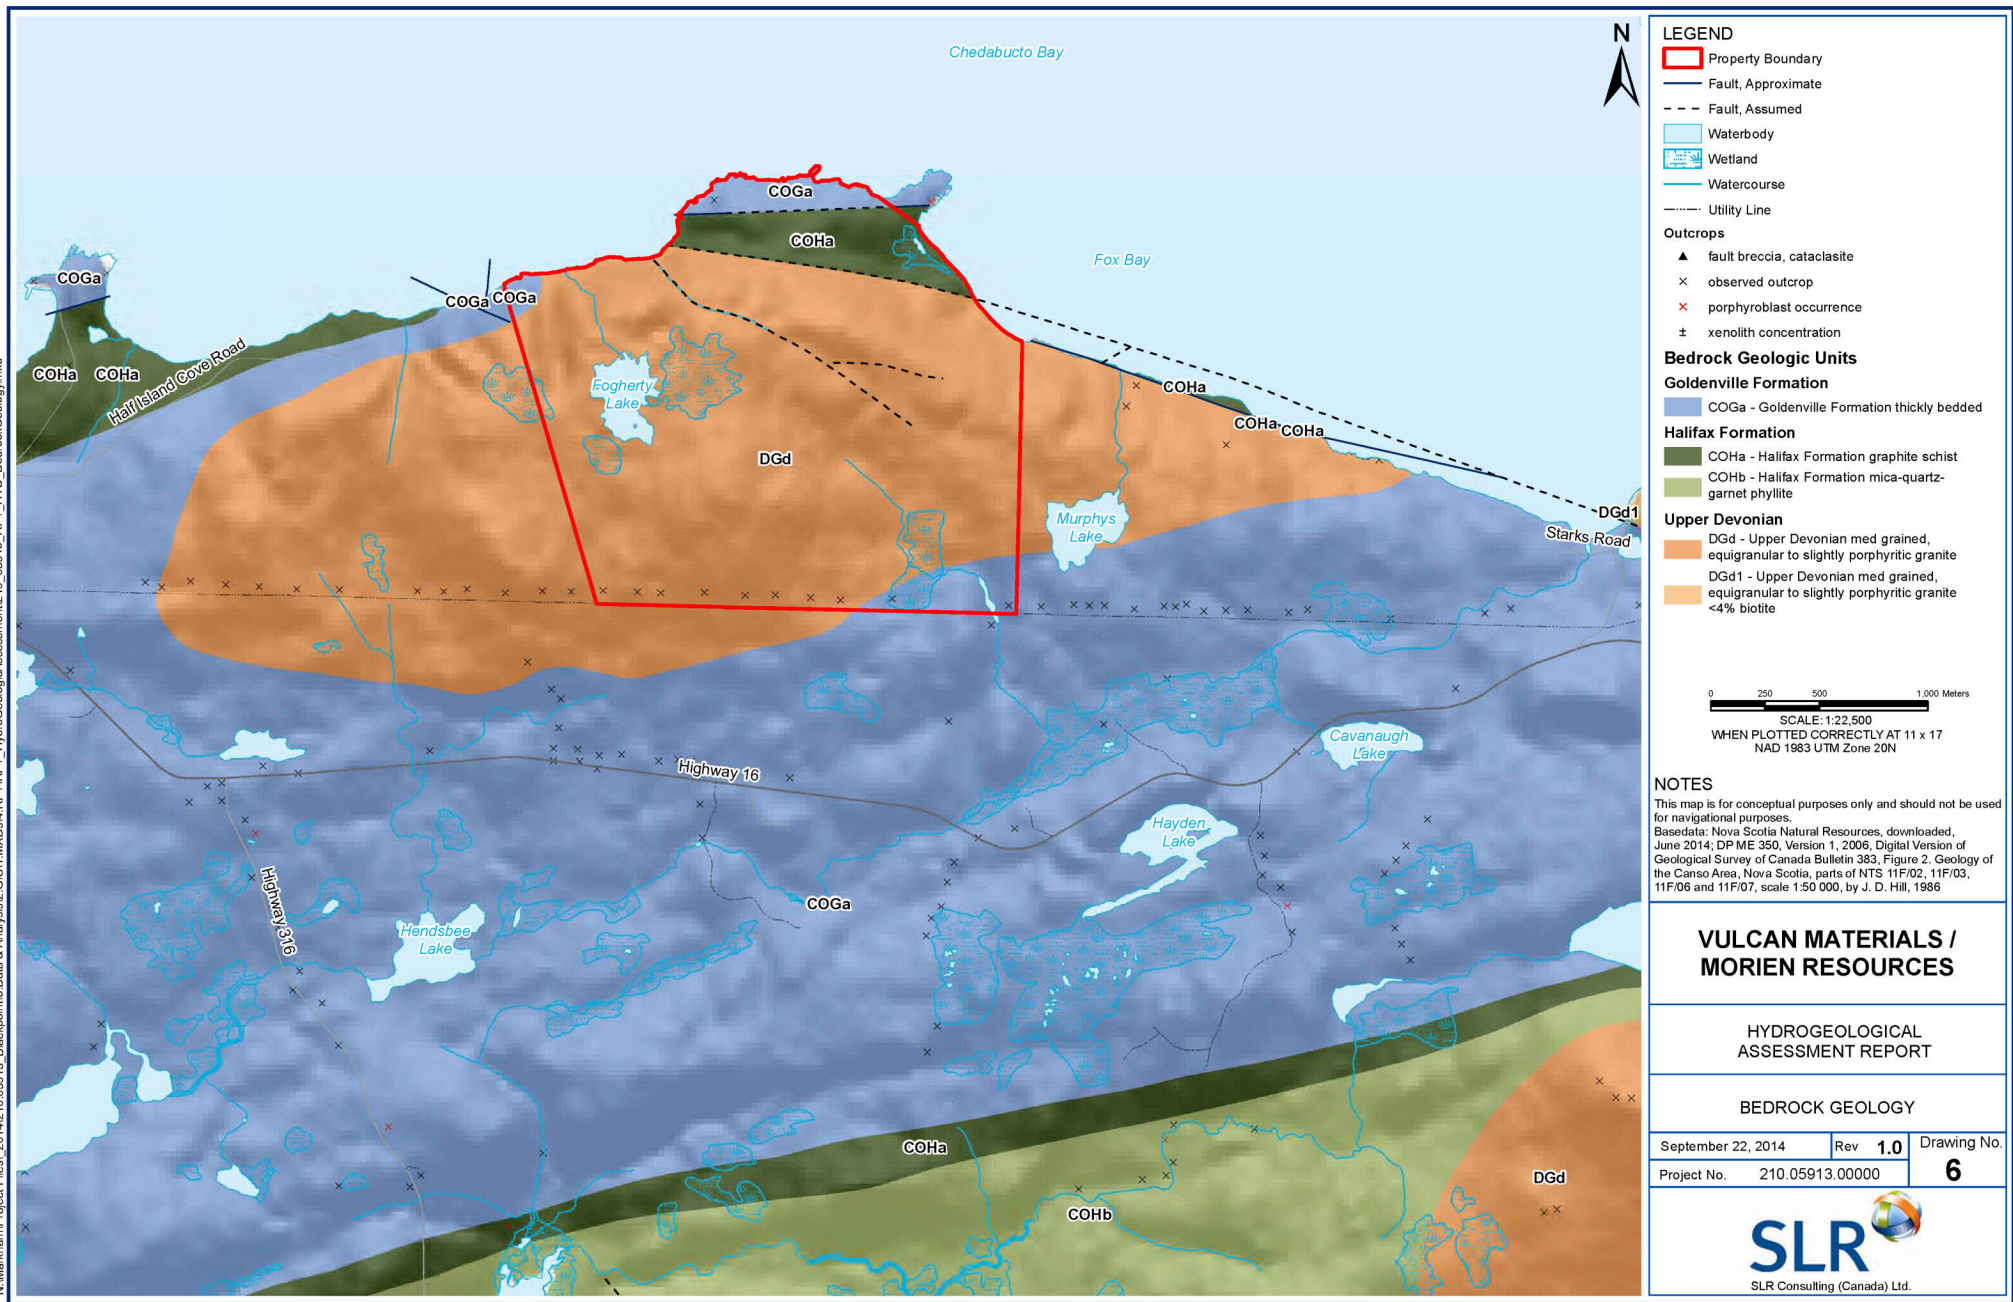 Chedabucto Bay
N
COGa
COHa
Fox Bay
COGa
COGa
COGa
COHa
COHa
Half Island Cove Road
Fogherty
Lake
COHa
COHa
COHa
DGd
Murphys
Lake
DGd1
Starks Road
Highway 16
Cavanaugh
Lake
Hayden
Lake
Highway 316
COGa
Hendsbee
Lake
COHa
DGd
COHb
LEGEND
Property Boundary
Fault, Approximate
Fault, Assumed
Waterbody
Wetland
Watercourse
Utility Line
Outcrops
fault breccia, cataclasite
observed outcrop
porphyroblast occurrence
xenolith concentration
Bedrock Geologic Units
Goldenville Formation
COGa - Goldenville Formation thickly bedded
Halifax Formation
COHa - Halifax Formation graphite schist
COHb - Halifax Formation mica-quartz-
garnet phyllite
Upper Devonian
DGd - Upper Devonian med grained,
equigranular to slightly porphyritic granite
DGd1 - Upper Devonian med grained,
equigranular to slightly porphyritic granite
<4% biotite
0 250 500 1,000 Meters
SCALE: 1:22,500
WHEN PLOTTED CORRECTLY AT 11 x 17
NAD 1983 UTM Zone 20N
NOTES
This map is for conceptual purposes only and should not be used
for navigational purposes.
Basedata: Nova Scotia Natural Resources, downloaded,
June 2014; DP ME 350, Version 1, 2006, Digital Version of
Geological Survey of Canada Bulletin 383, Figure 2. Geology of
the Canso Area, Nova Scotia, parts of NTS 11F/02, 11F/03,
11F/06 and 11F/07, scale 1:50 000, by J. D. Hill, 1986
VULCAN MATERIALS /
MORIEN RESOURCES
HYDROGEOLOGICAL
ASSESSMENT REPORT
BEDROCK GEOLOGY
September 22, 2014
Rev 1.0
Drawing No.
6
Project No. 210.05913.00000
SLR
SLR Consulting (Canada) Ltd.